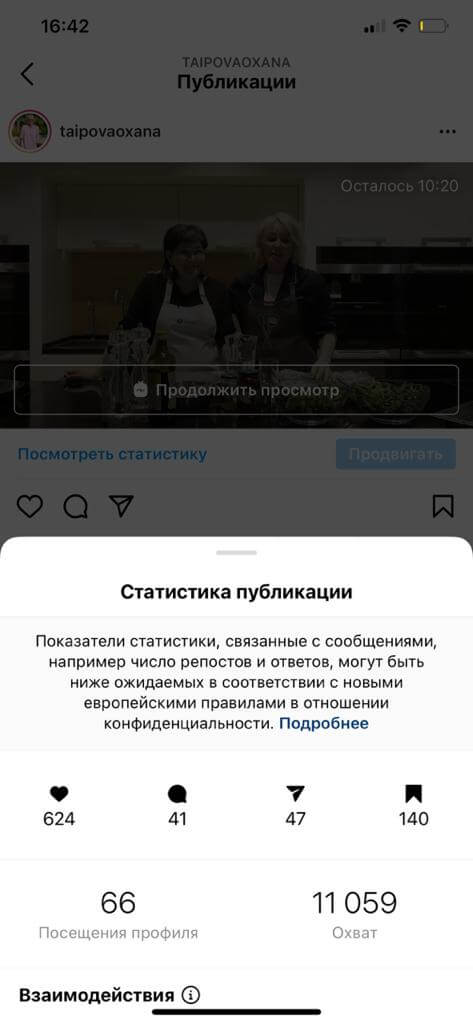 16:42
TAIPOVAOXANA
Публикации
taipovaoxana
Осталось 10:20
Продолжить просмотр
Посмотреть статистику
Продвигать
Статистика публикации
Показатели статистики, связанные с сообщениями,
например число репостов и ответов, могут быть
ниже ожидаемых в соответствии с новыми
европейскими правилами в отношении
конфиденциальности. Подробнее
624 41 47 140
66 11 059
Посещения профиля Охват
Взаимодействия